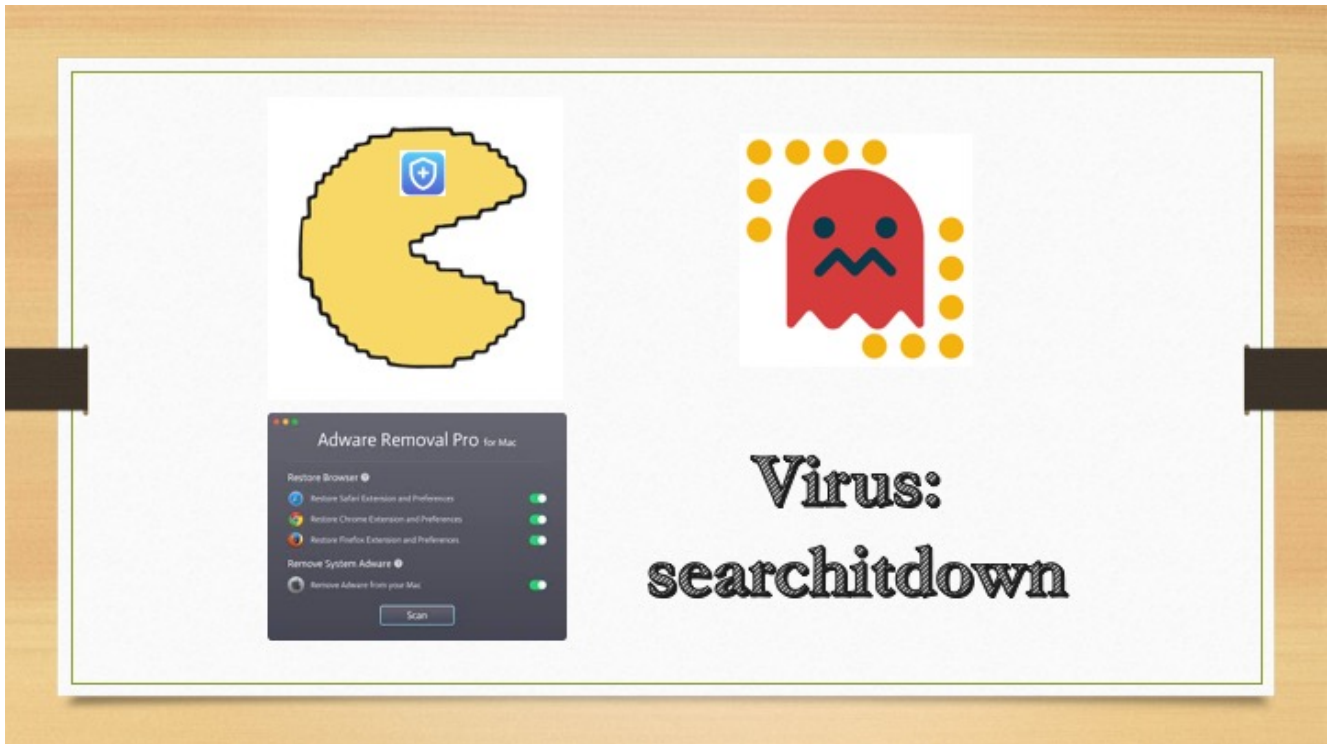 Adware Removal Pro for Mac
Restore Browser
Restore Safari Extension and Preferences
Restore Chrome Extension and Preferences
Restore Firefox Extension and Preferences
Remove System Adware
Remove Adware from your Mac
Scan
Virus:
searchitdown